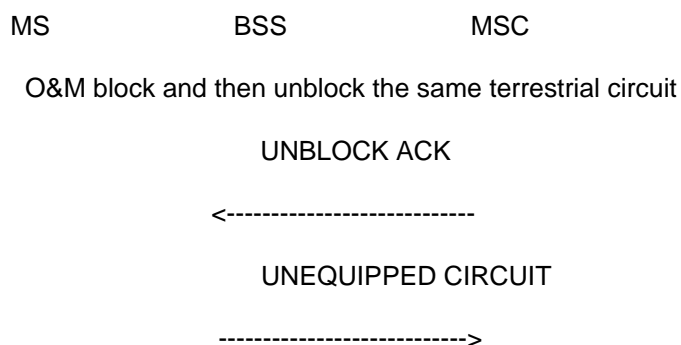 MS BSS MSC
O&M block and then unblock the same terrestrial circuit
UNBLOCK ACK
<----------------------------
UNEQUIPPED CIRCUIT
---------------------------->